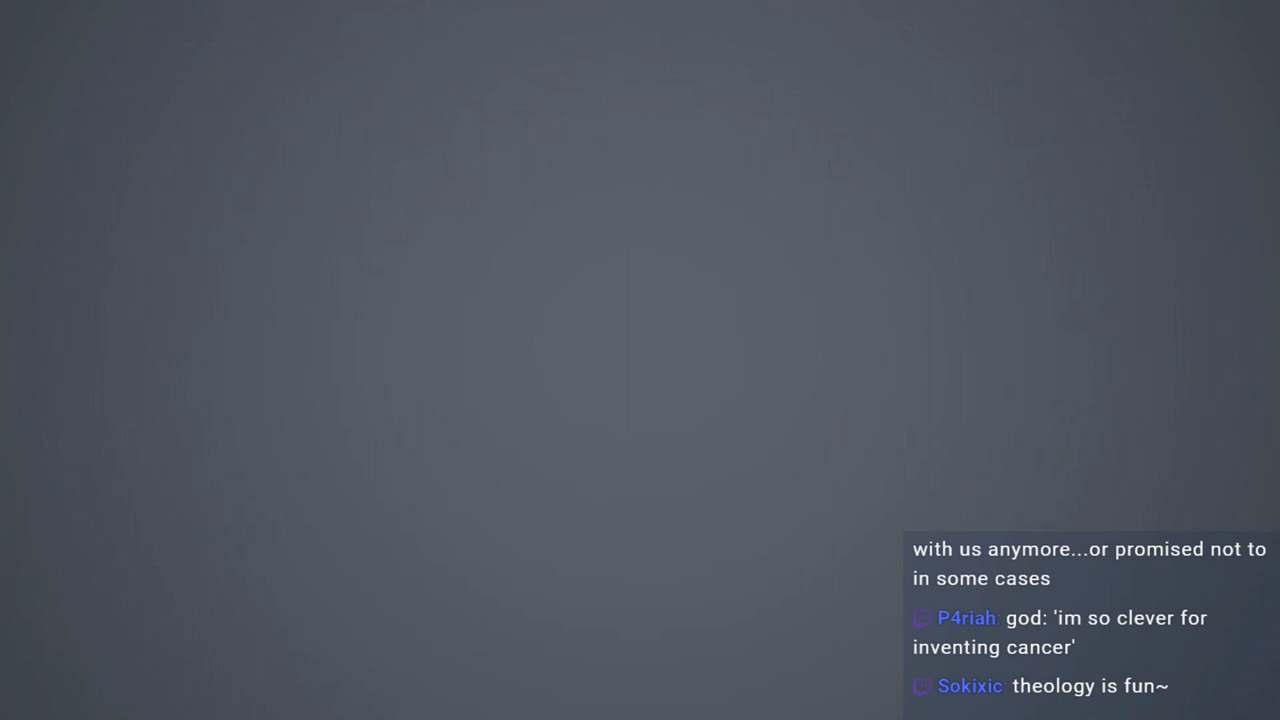 with us anymore...or promised not to
in some cases
P4riah: god: 'im so clever for
inventing cancer'
Sokixic: theology is fun~